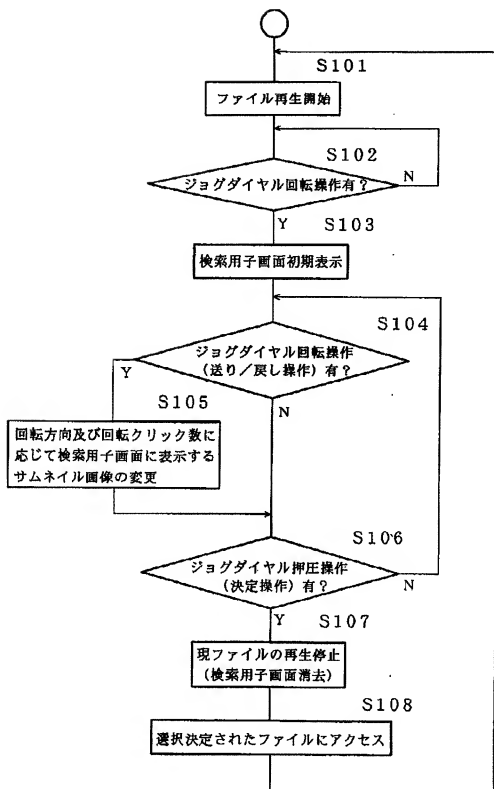 S101
ファイル再生開始
S102
ジョグダイヤル回転操作有?
N
Y
S103
検索用子画面初期表示
S104
ジョグダイヤル回転操作
(送り/戻し操作)有?
Y
N
S105
回転方向及び回転クリック数に
応じて検索用子画面に表示する
サムネイル画像の変更
S106
ジョグダイヤル押圧操作
(決定操作)有?
N
Y
S107
現ファイルの再生停止
(検索用子画面消去)
S108
選択決定されたファイルにアクセス